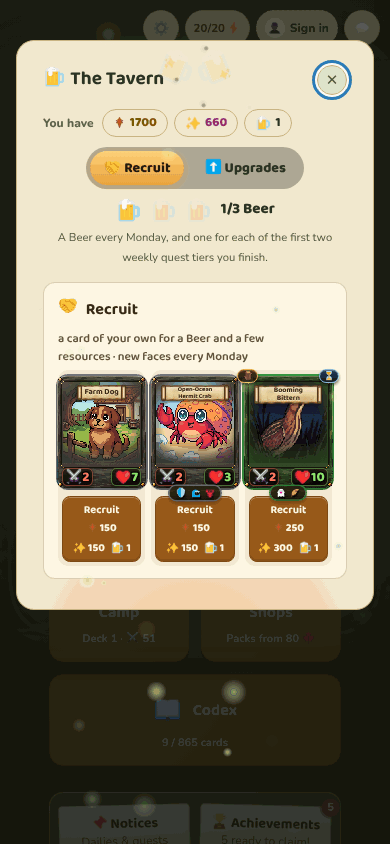 20/20
Sign in
The Tavern
You have
1700
660
1
Recruit
Upgrades
1/3 Beer
A Beer every Monday, and one for each of the first two
weekly quest tiers you finish.
Recruit
a card of your own for a Beer and a few
resources · new faces every Monday
Farm Dog
2
7
Open-Ocean
Hermit Crab
2
3
Booming
Bittern
2
10
Recruit
150
150
1
Recruit
150
150
1
Recruit
250
300
1
Camp
Deck 1 · 51
Shops
Packs from 80
Codex
9 / 865 cards
Notices
Dailies & quests
5
Achievements
5 ready to claim!